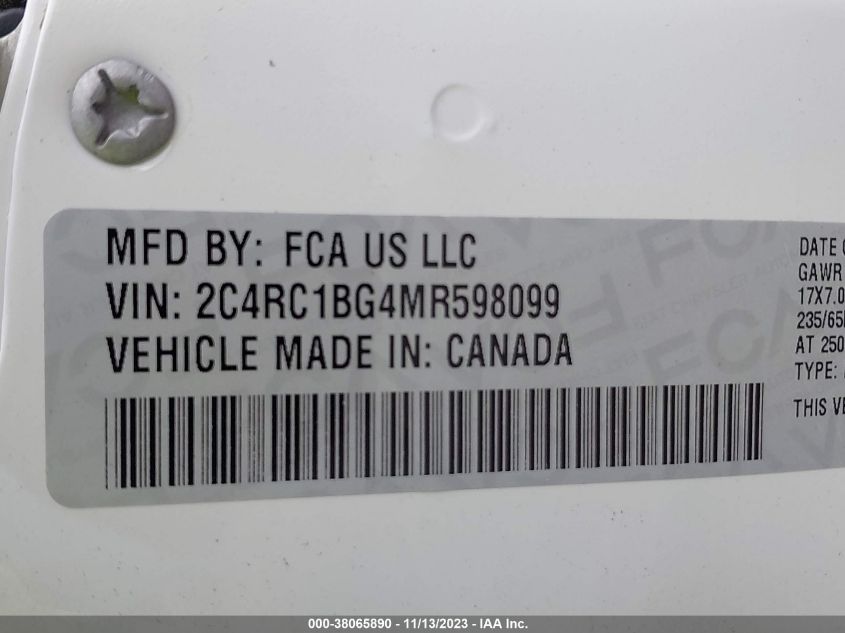 MFD BY: FCA US LLC
VIN: 2C4RC1BG4MR598099
VEHICLE MADE IN: CANADA
DATE
GAWR
17X7.0
235/65
AT 250
TYPE:
THIS
000-38065890 - 11/13/2023 - IAA Inc.